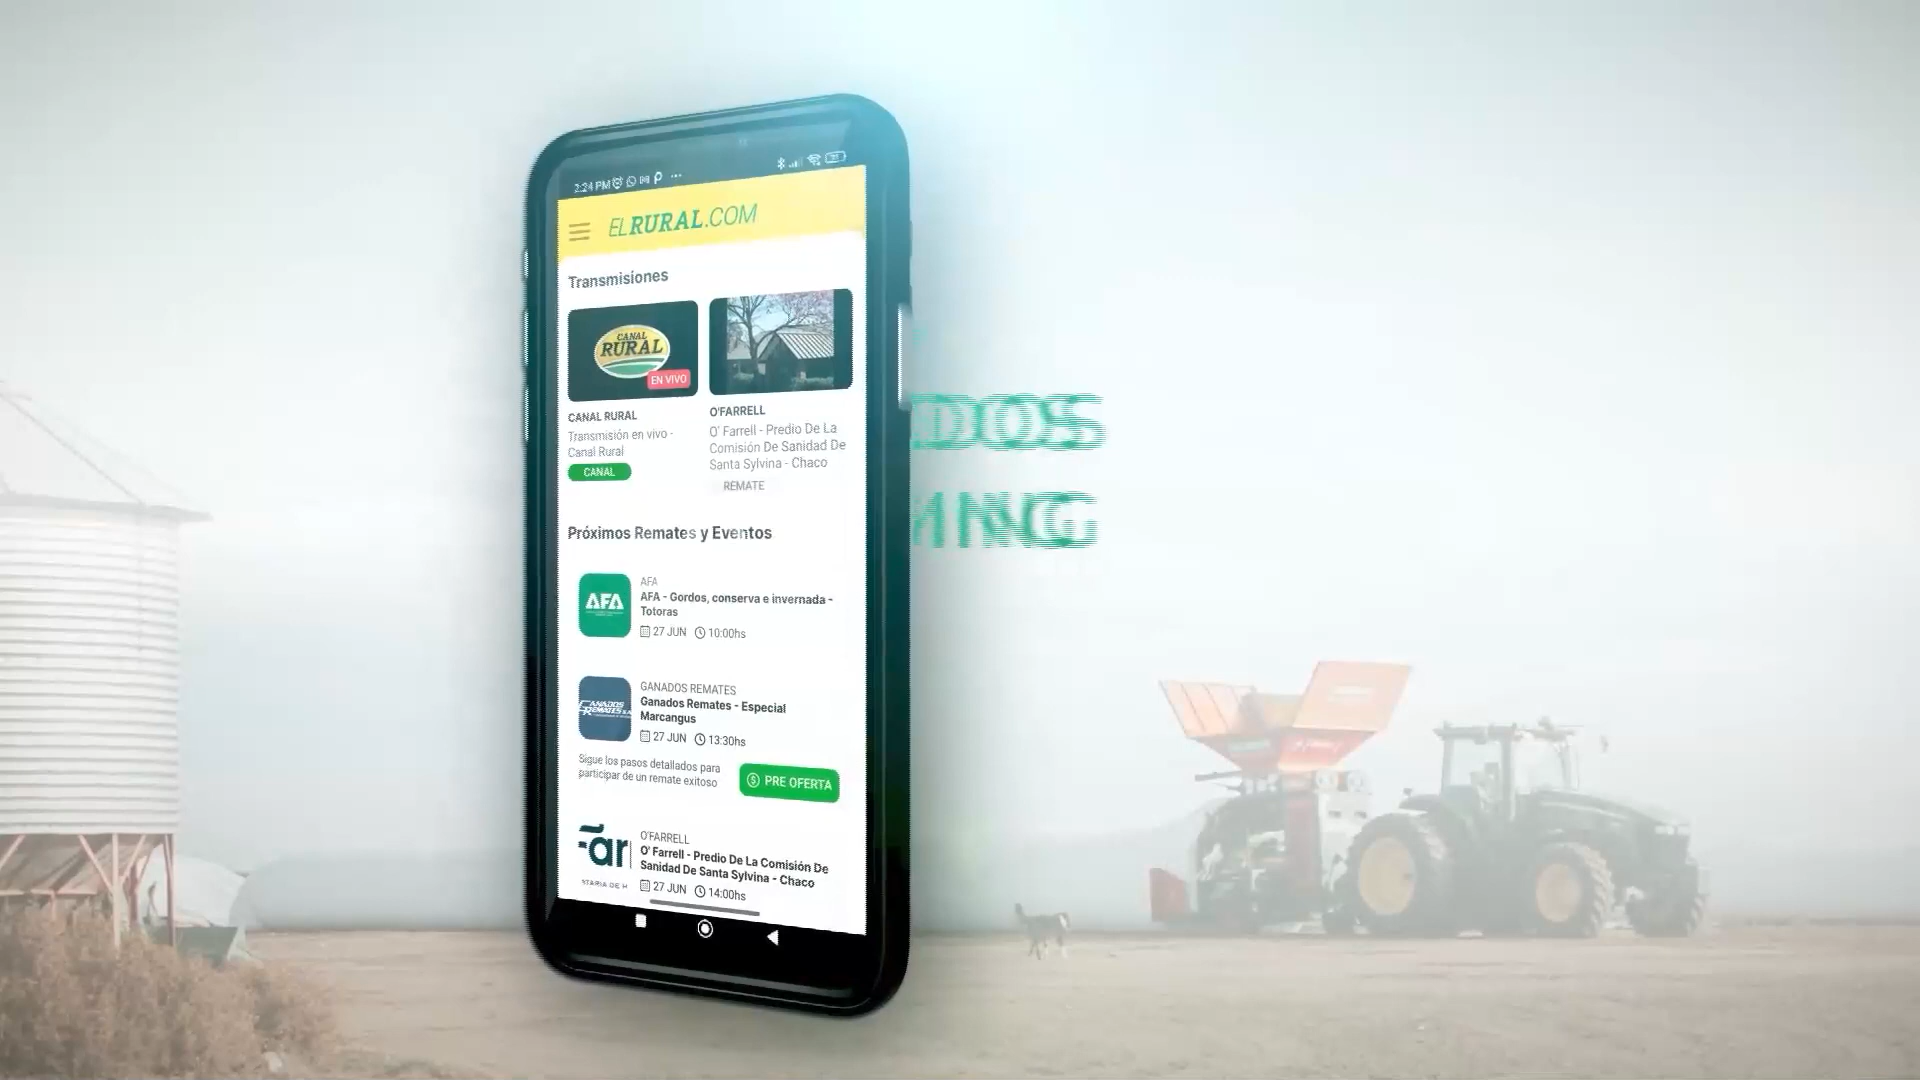 2:24 PM
ELRURAL.COM
Transmisiones
CANAL
RURAL
EN VIVO
CANAL RURAL
Transmisión en vivo -
Canal Rural
CANAL
O'FARRELL
O' Farrell - Predio De La
Comisión De Sanidad De
Santa Sylvina - Chaco
REMATE
Próximos Remates y Eventos
AFA
AFA
AFA - Gordos, conserva e invernada -
Totoras
27 JUN 10:00hs
GANADOS
REMATES
GANADOS REMATES
Ganados Remates - Especial
Marcangus
27 JUN 13:30hs
Sigue los pasos detallados para
participar de un remate exitoso
PRE OFERTA
O'FARRELL
O' Farrell - Predio De La Comisión De
Sanidad De Santa Sylvina - Chaco
27 JUN 14:00hs